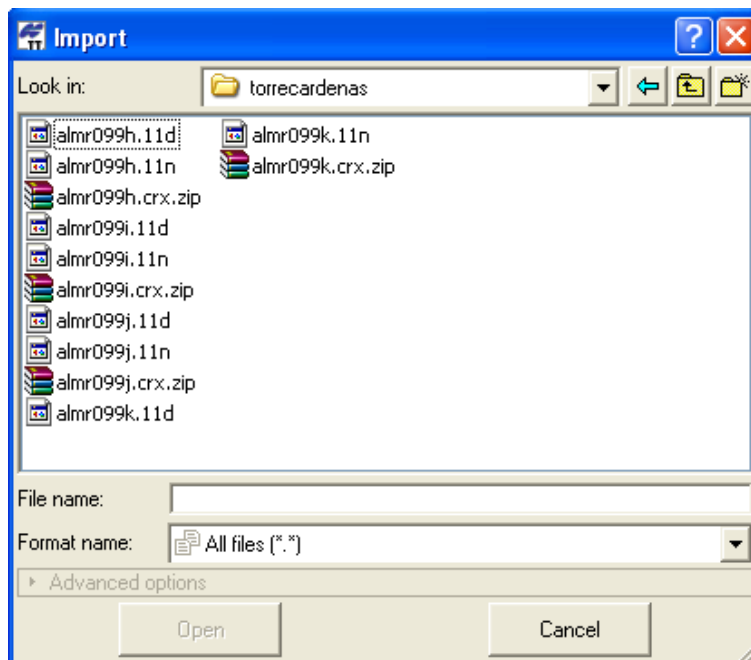 TT Import
Look in: torrecardenas
almr099h.11d
almr099h.11n
almr099h.crx.zip
almr099i.11d
almr099i.11n
almr099i.crx.zip
almr099j.11d
almr099j.11n
almr099j.crx.zip
almr099k.11d
almr099k.11n
almr099k.crx.zip
File name:
Format name: All files (*.*)
Advanced options
Open Cancel